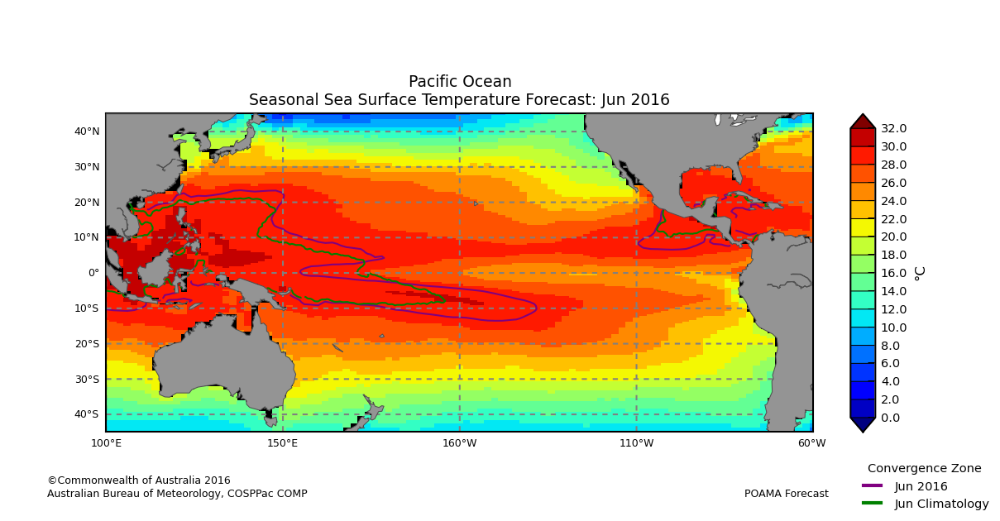 Pacific Ocean
Seasonal Sea Surface Temperature Forecast: Jun 2016
40°N
30°N
20°N
10°N
0°
10°S
20°S
30°S
40°S
100°E
150°E
160°W
110°W
60°W
32.0
30.0
28.0
26.0
24.0
22.0
20.0
18.0
16.0
14.0
12.0
10.0
8.0
6.0
4.0
2.0
0.0
°C
Convergence Zone
Jun 2016
Jun Climatology
©Commonwealth of Australia 2016
Australian Bureau of Meteorology, COSPPac COMP
POAMA Forecast